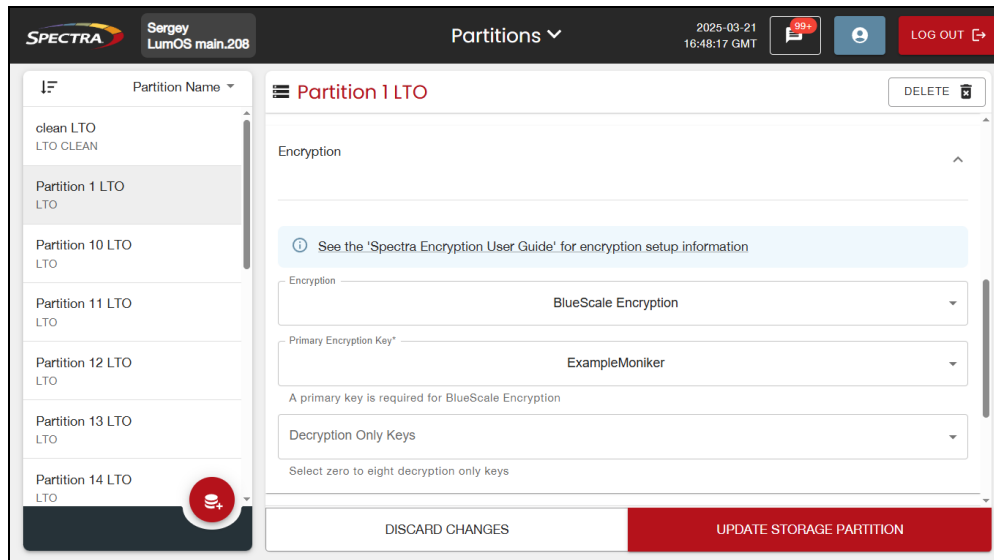 SPECTRA
Sergey
LumOS main.208
Partitions
2025-03-21
16:48:17 GMT
99+
LOG OUT
Partition Name
clean LTO
LTO CLEAN
Partition 1 LTO
LTO
Partition 10 LTO
LTO
Partition 11 LTO
LTO
Partition 12 LTO
LTO
Partition 13 LTO
LTO
Partition 14 LTO
LTO
Partition 1 LTO
DELETE
Encryption
See the 'Spectra Encryption User Guide' for encryption setup information
Encryption
BlueScale Encryption
Primary Encryption Key*
ExampleMoniker
A primary key is required for BlueScale Encryption
Decryption Only Keys
Select zero to eight decryption only keys
DISCARD CHANGES
UPDATE STORAGE PARTITION